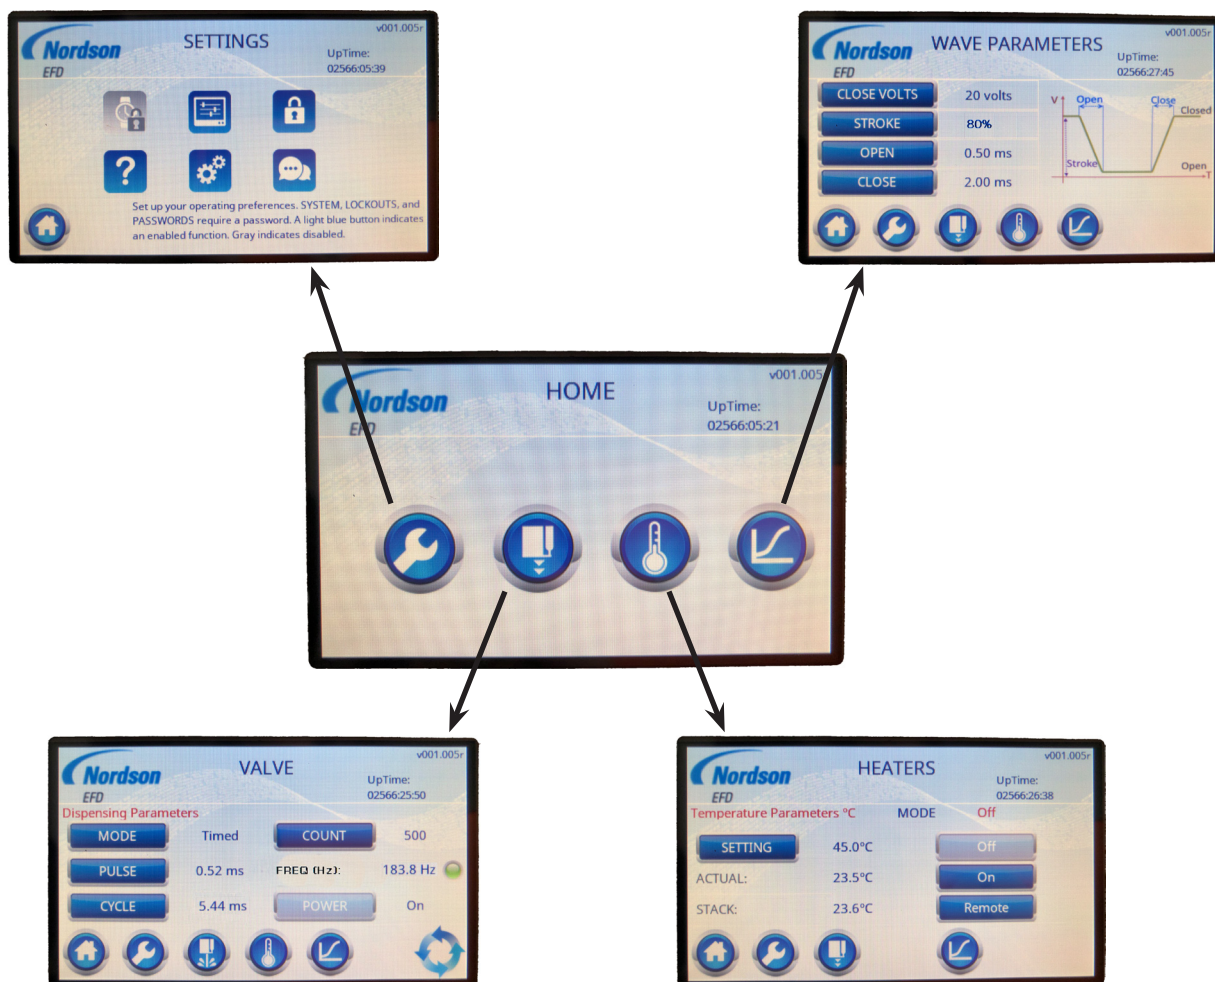 v001.005r
Nordson
SETTINGS
UpTime:
EFD
02566:05:39
Set up your operating preferences. SYSTEM, LOCKOUTS, and
PASSWORDS require a password. A light blue button indicates
an enabled function. Gray indicates disabled.
v001.005r
Nordson
WAVE PARAMETERS
UpTime:
EFD
02566:27:45
CLOSE VOLTS 20 volts
STROKE 80%
OPEN 0.50 ms
CLOSE 2.00 ms
V Open Close
Closed
Stroke Open
T
v001.005
Nordson
HOME
UpTime:
EFD
02566:05:21
v001.005r
Nordson
VALVE
UpTime:
EFD
02566:25:50
Dispensing Parameters
MODE Timed COUNT 500
PULSE 0.52 ms FREQ (Hz): 183.8 Hz
CYCLE 5.44 ms POWER On
v001.005r
Nordson
HEATERS
UpTime:
EFD
02566:26:38
Temperature Parameters °C MODE Off
SETTING 45.0°C Off
ACTUAL: 23.5°C On
STACK: 23.6°C Remote